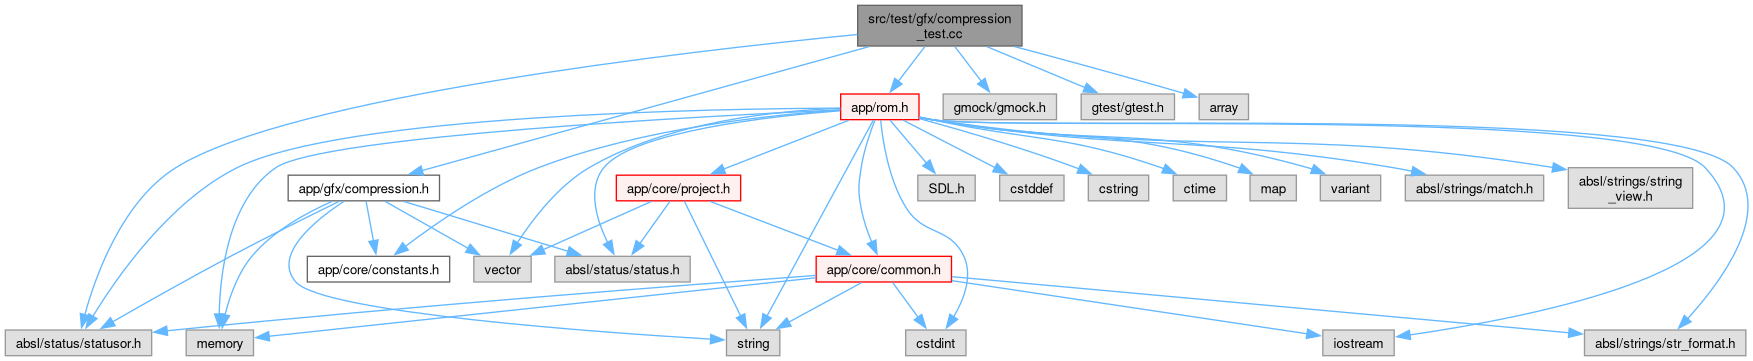 src/test/gfx/compression
_test.cc
app/rom.h
gmock/gmock.h
gtest/gtest.h
array
app/gfx/compression.h
app/core/project.h
SDL.h
cstddef
cstring
ctime
map
variant
absl/strings/match.h
absl/strings/string
_view.h
app/core/constants.h
vector
absl/status/status.h
app/core/common.h
absl/status/statusor.h
memory
string
cstdint
iostream
absl/strings/str_format.h